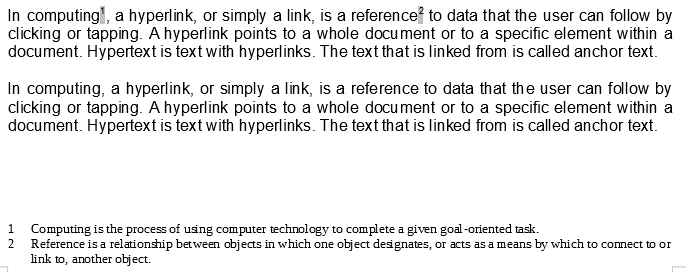 In computing1, a hyperlink, or simply a link, is a reference2 to data that the user can follow by
clicking or tapping. A hyperlink points to a whole document or to a specific element within a
document. Hypertext is text with hyperlinks. The text that is linked from is called anchor text.
In computing, a hyperlink, or simply a link, is a reference to data that the user can follow by
clicking or tapping. A hyperlink points to a whole document or to a specific element within a
document. Hypertext is text with hyperlinks. The text that is linked from is called anchor text.
1 Computing is the process of using computer technology to complete a given goal-oriented task.
2 Reference is a relationship between objects in which one object designates, or acts as a means by which to connect to or
link to, another object.